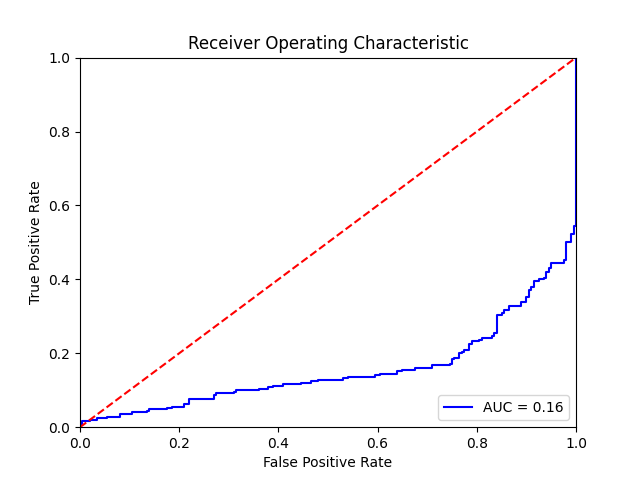 Receiver Operating Characteristic
True Positive Rate
1.0
0.8
0.6
0.4
0.2
0.0
AUC = 0.16
0.0 0.2 0.4 0.6 0.8 1.0
False Positive Rate